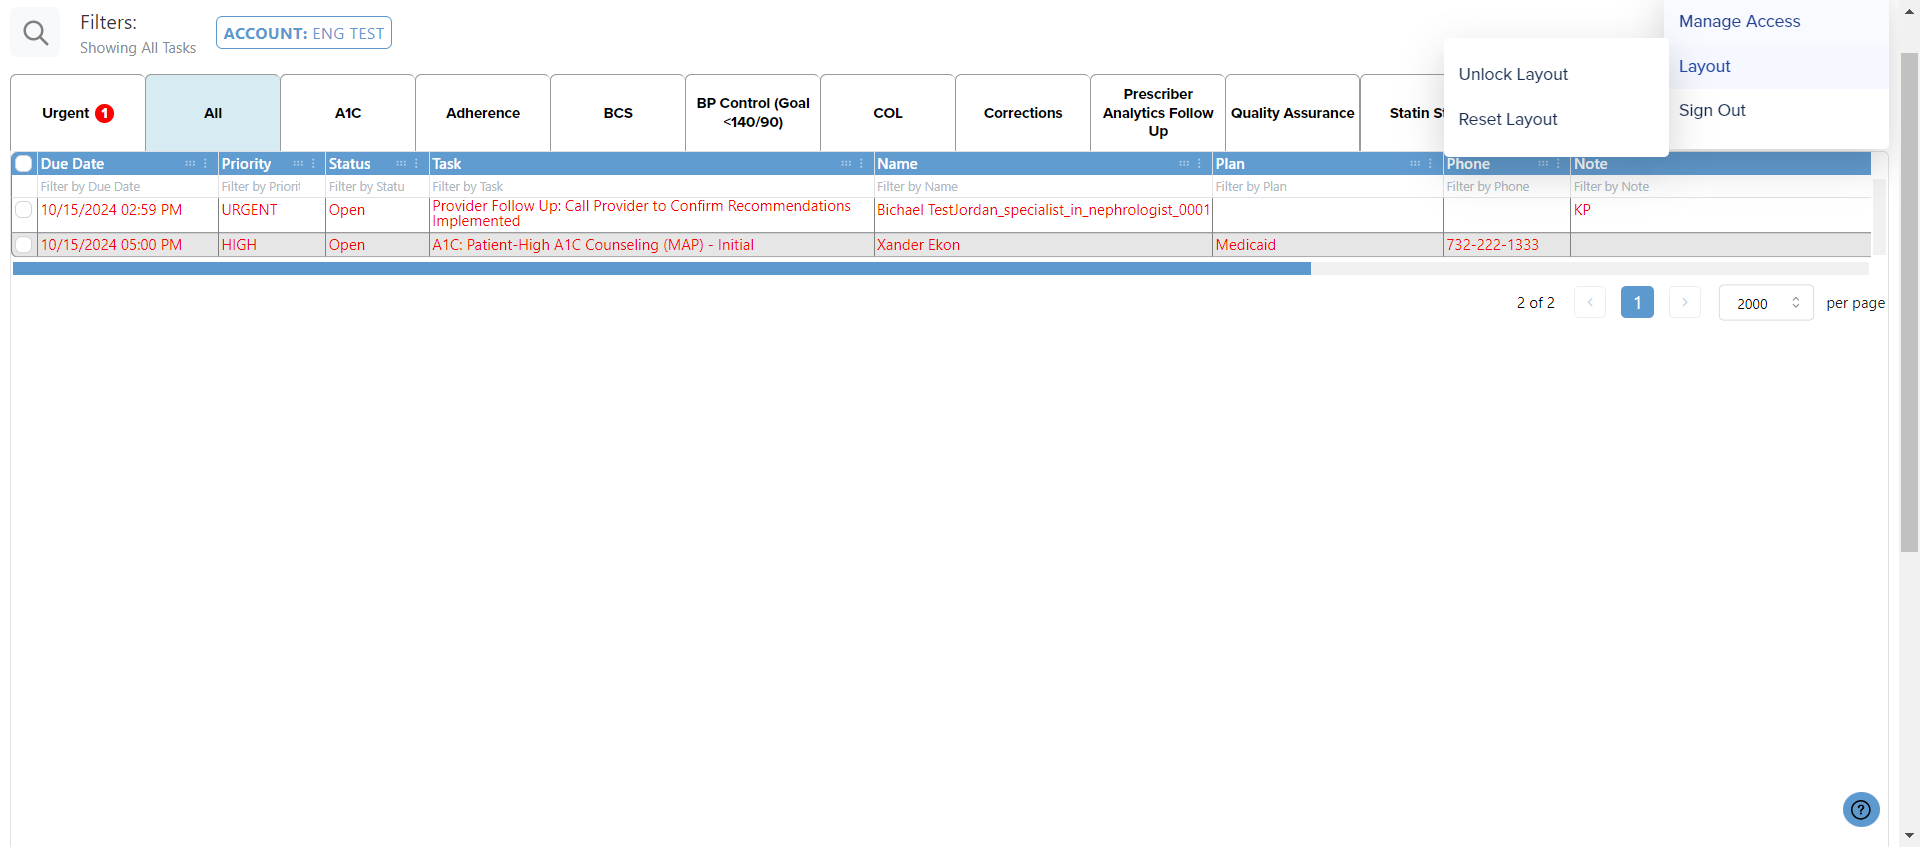 Filters:
Showing All Tasks
ACCOUNT: ENG TEST
Manage Access
Layout
Sign Out
Unlock Layout
Reset Layout
Urgent 1
All
A1C
Adherence
BCS
BP Control (Goal
<140/90)
COL
Corrections
Prescriber
Analytics Follow
Up
Quality Assurance
Statin
Due Date Priority Status Task Name Plan Phone Note
Filter by Due Date Filter by Priorit Filter by Statu Filter by Task Filter by Name Filter by Plan Filter by Phone Filter by Note
10/15/2024 02:59 PM URGENT Open Provider Follow Up: Call Provider to Confirm Recommendations
Implemented
Bichael TestJordan_specialist_in_nephrologist_0001 KP
10/15/2024 05:00 PM HIGH Open A1C: Patient-High A1C Counseling (MAP) - Initial Xander Ekon Medicaid 732-222-1333
2 of 2
1
2000
per page
?